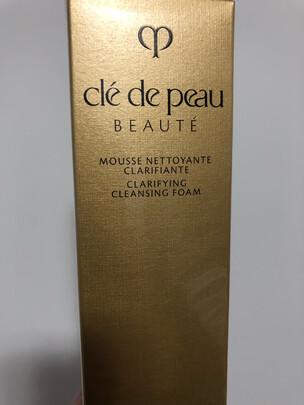 clé de peau
BEAUTÉ
MOUSSE NETTOYANTE
CLARIFIANTE
CLARIFYING
CLEANSING FOAM